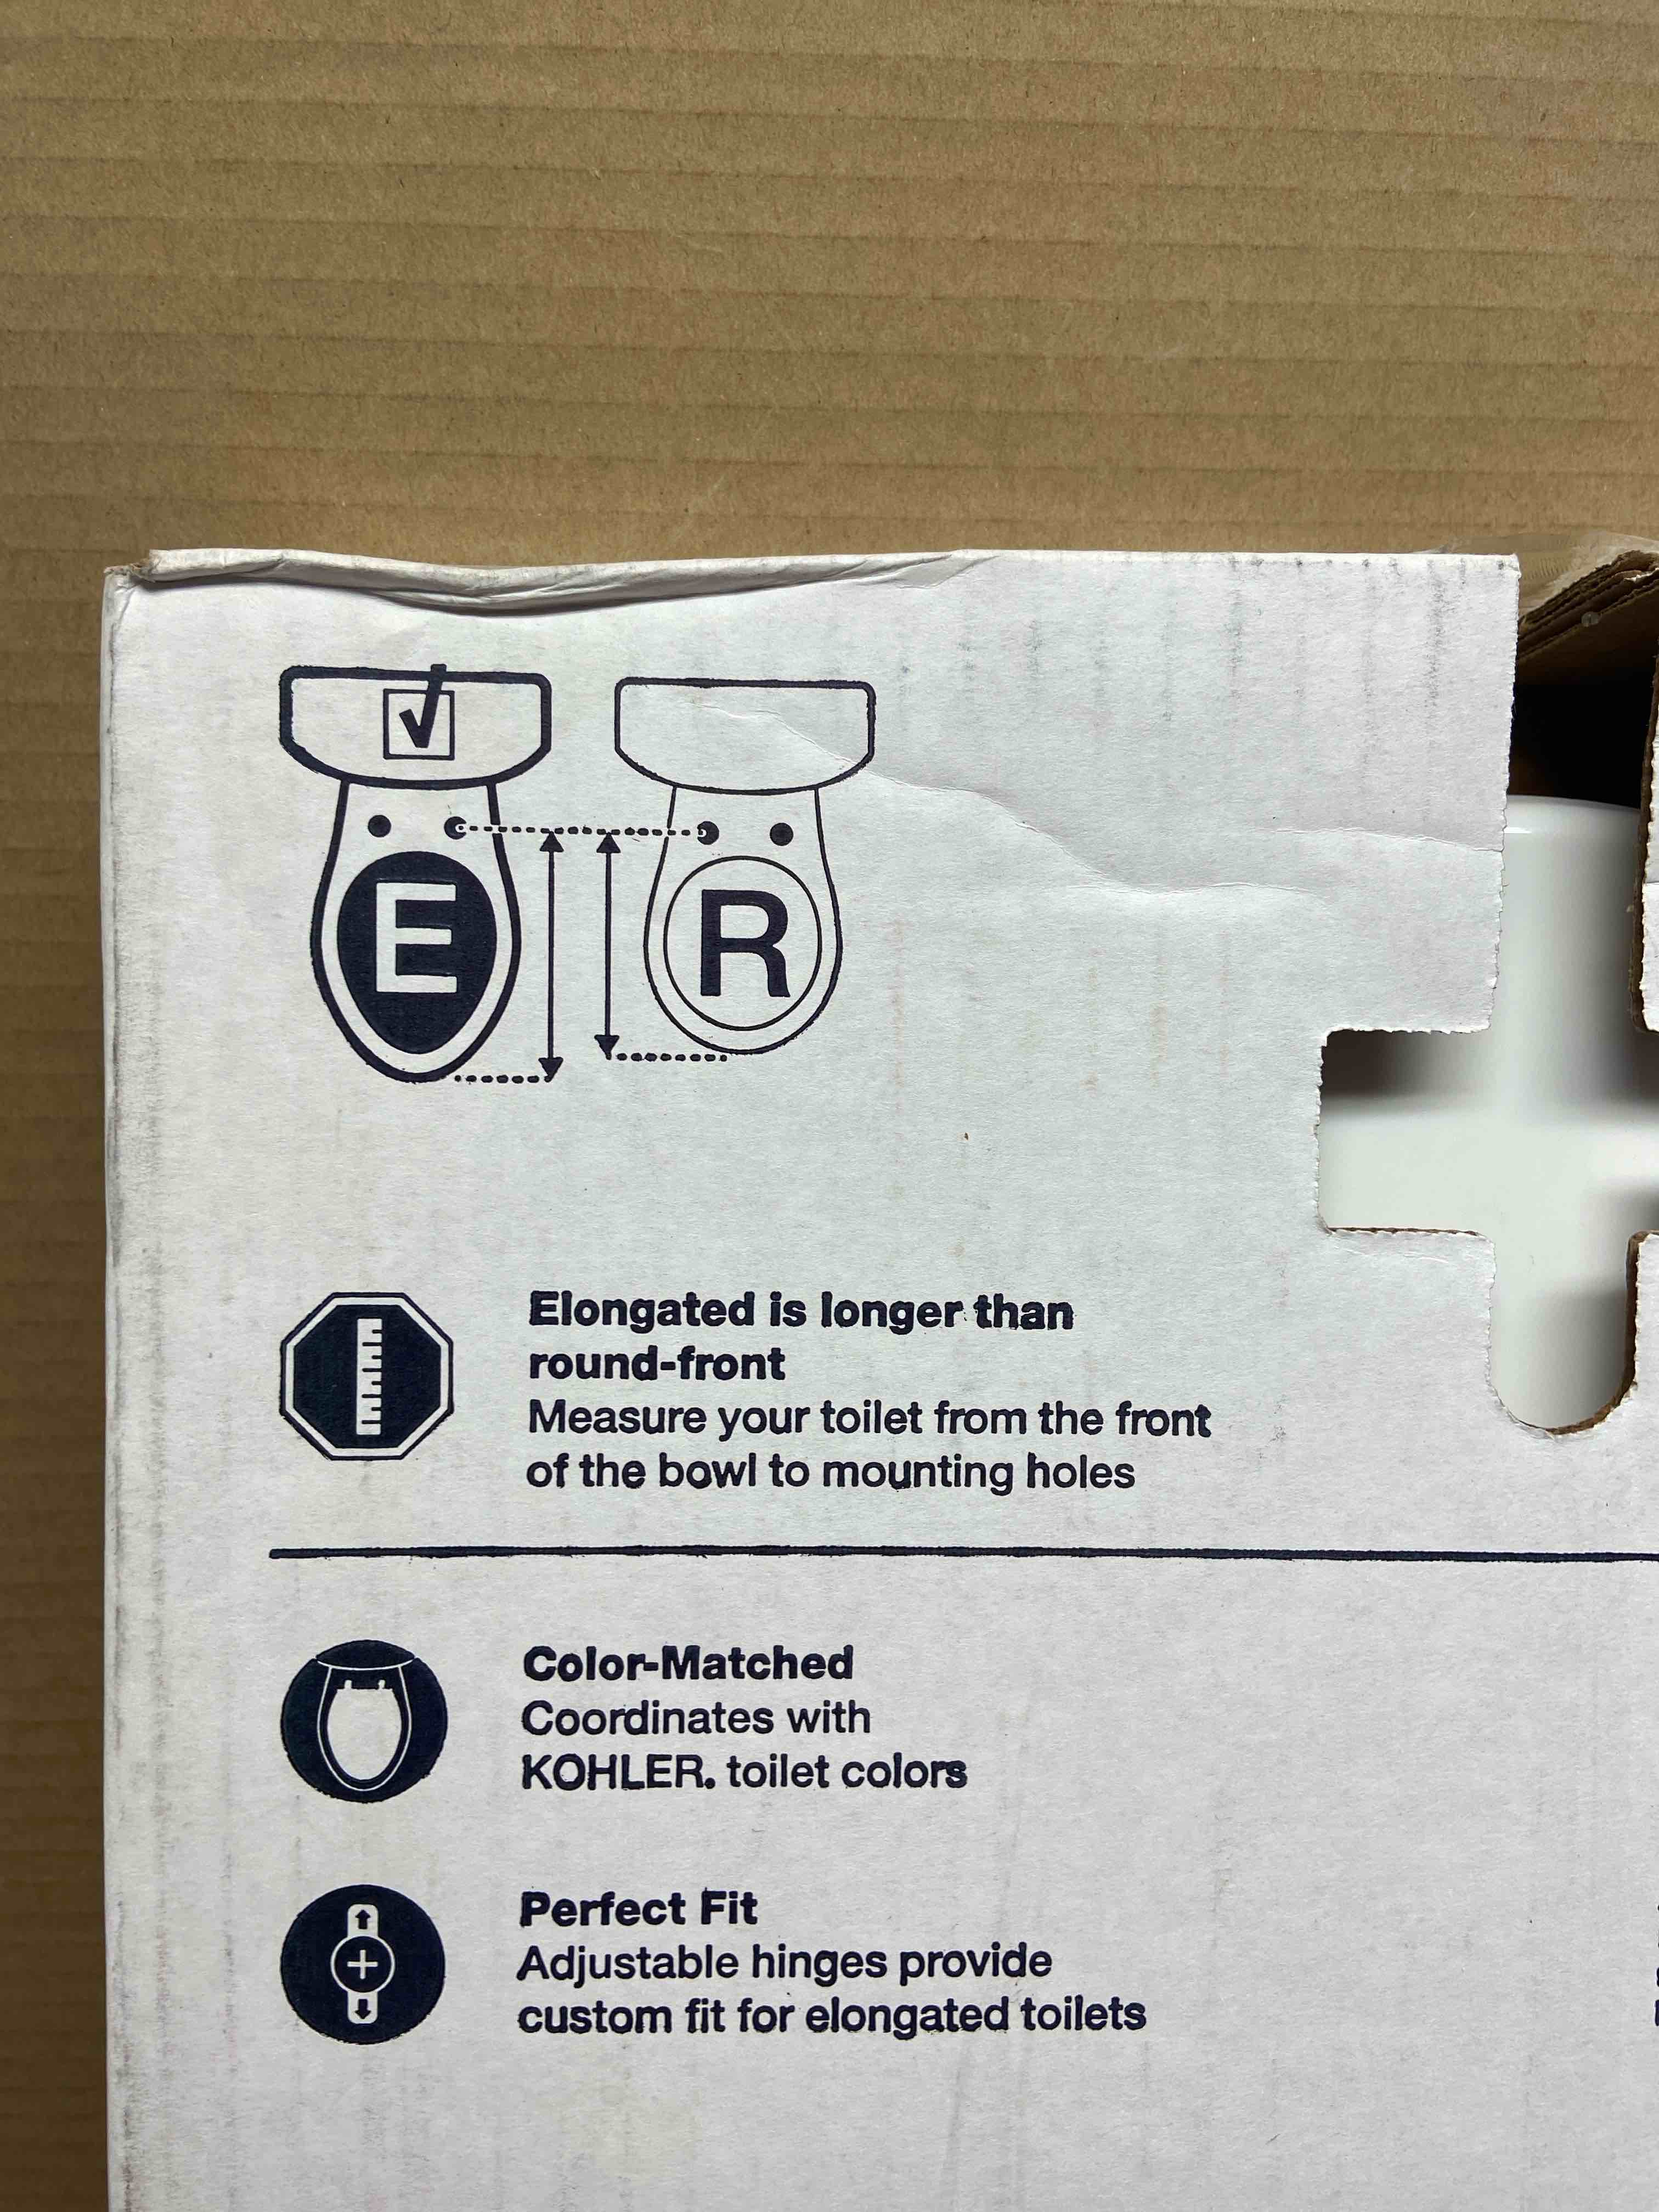 E R
Elongated is longer than
round-front
Measure your toilet from the front
of the bowl to mounting holes
Color-Matched
Coordinates with
KOHLER. toilet colors
Perfect Fit
Adjustable hinges provide
custom fit for elongated toilets